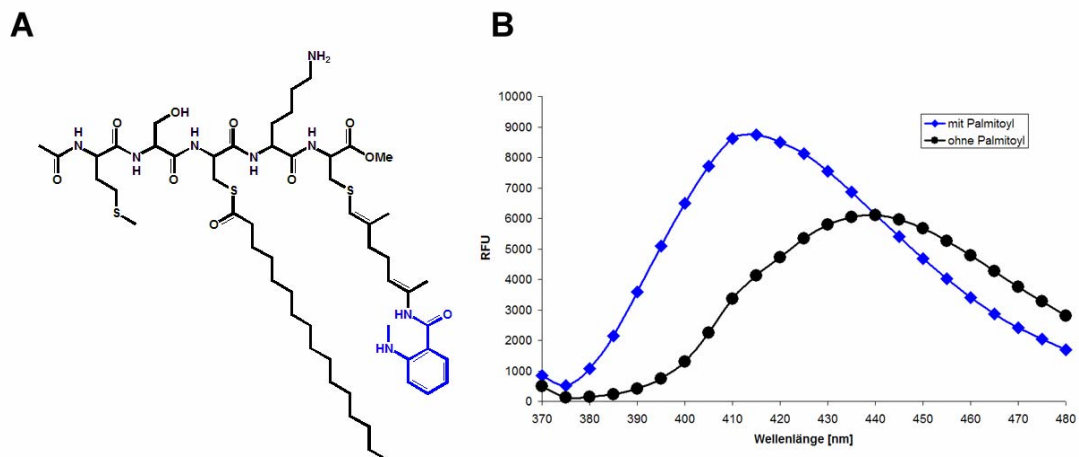 A
B
NH₂
OH
H
N
O
H
N
O
H
N
O
OMe
O
N
H
O
N
H
O
N
H
O
S
S
S
O
HN
O
HN
10000
9000
8000
7000
6000
5000
4000
3000
2000
1000
0
RFU
mit Palmitoyl
ohne Palmitoyl
370 380 390 400 410 420 430 440 450 460 470 480
Wellenlänge [nm]